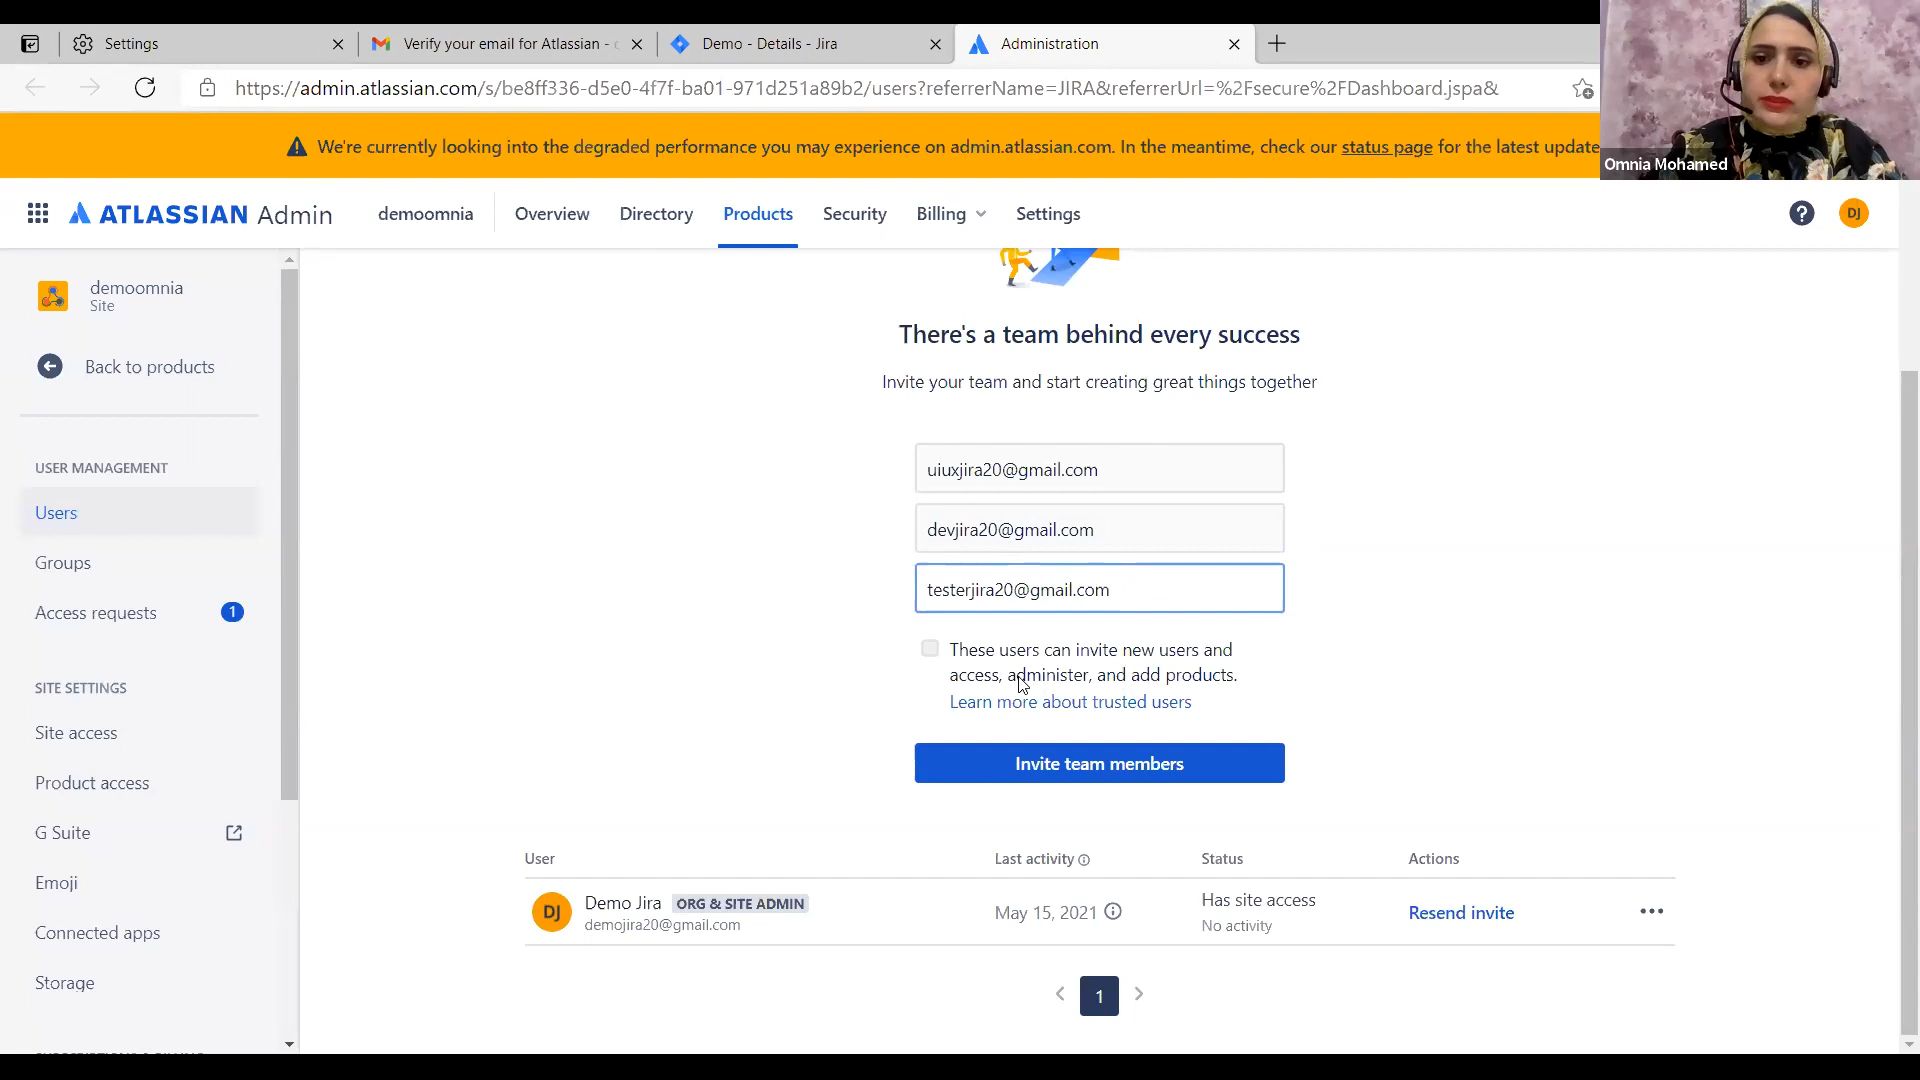 Settings
Verify your email for Atlassian -
Demo - Details - Jira
Administration
https://admin.atlassian.com/s/be8ff336-d5e0-4f7f-ba01-971d251a89b2/users?referrerName=JIRA&referrerUrl=%2Fsecure%2FDashboard.jspa&
We're currently looking into the degraded performance you may experience on admin.atlassian.com. In the meantime, check our status page for the latest update
Omnia Mohamed
ATLASSIAN Admin
demoomnia
Overview
Directory
Products
Security
Billing
Settings
?
DJ
demoomnia
Site
Back to products
USER MANAGEMENT
Users
Groups
Access requests 1
SITE SETTINGS
Site access
Product access
G Suite
Emoji
Connected apps
Storage
There's a team behind every success
Invite your team and start creating great things together
uiuxjira20@gmail.com
devjira20@gmail.com
testerjira20@gmail.com
These users can invite new users and
access, administer, and add products.
Learn more about trusted users
Invite team members
User
Last activity
Status
Actions
DJ
Demo Jira ORG & SITE ADMIN
demojira20@gmail.com
May 15, 2021
Has site access
No activity
Resend invite
1